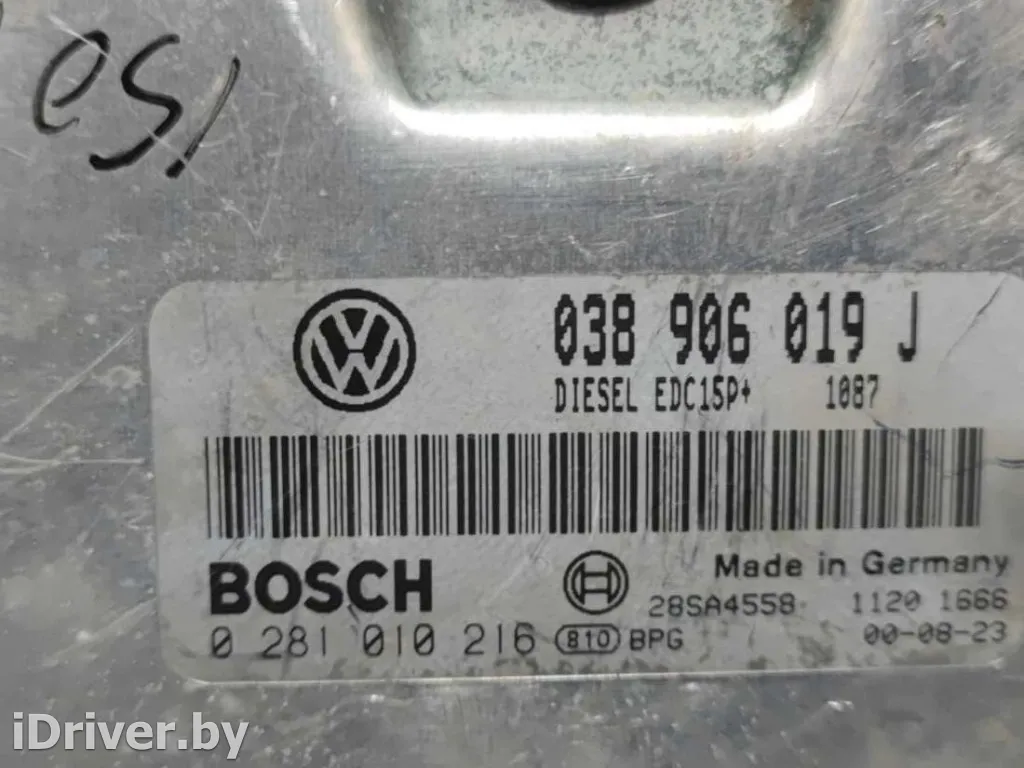 038 906 019 J
DIESEL EDC15P+ 1087
BOSCH
Made in Germany
28SA4558 1120 1666
0 281 010 216 810 BPG 00-08-23
iDriver.by